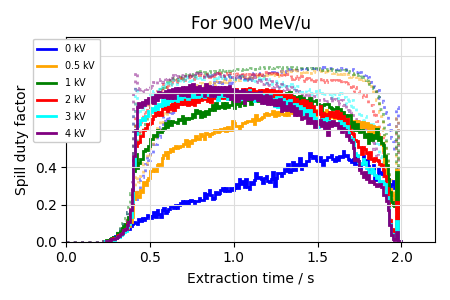 For 900 MeV/u
0 kV
0.5 kV
1 kV
2 kV
3 kV
4 kV
Spill duty factor
0.4
0.2
0.0
0.0 0.5 1.0 1.5 2.0
Extraction time / s